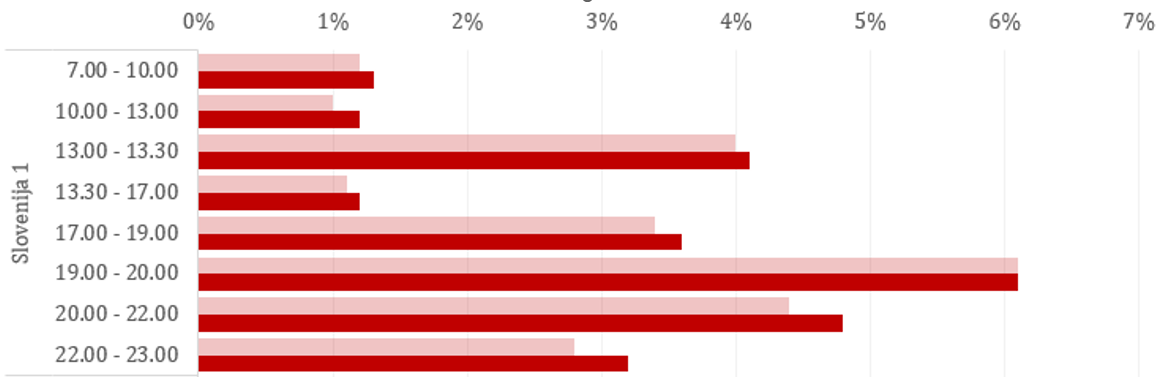 0% 1% 2% 3% 4% 5% 6% 7%
Slovenija 1
7.00 - 10.00
10.00 - 13.00
13.00 - 13.30
13.30 - 17.00
17.00 - 19.00
19.00 - 20.00
20.00 - 22.00
22.00 - 23.00